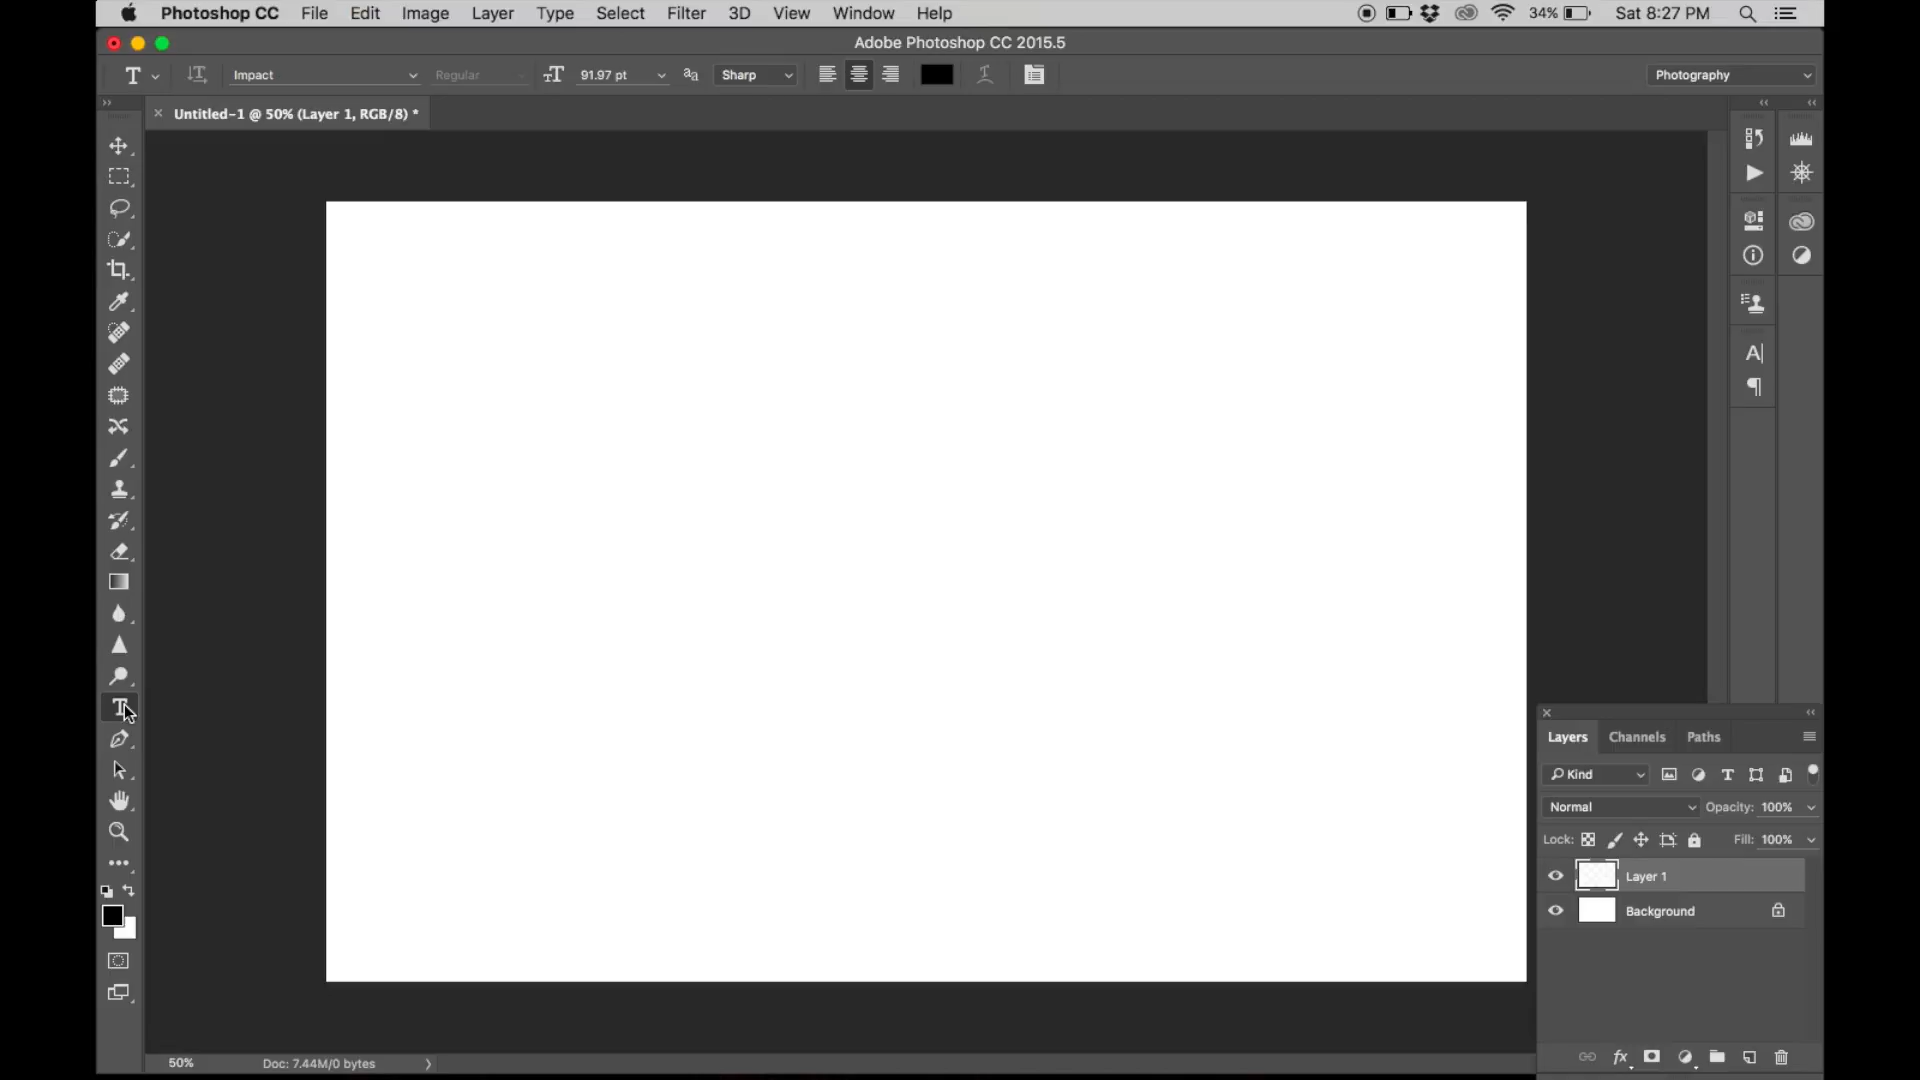 Photoshop CC File Edit Image Layer Type Select Filter 3D View Window Help 34% Sat 8:27 PM
Adobe Photoshop CC 2015.5
Impact Regular 91.97 pt Sharp Photography
Untitled-1 @ 50% (Layer 1, RGB/8) *
Layers Channels Paths
Kind
Normal Opacity: 100%
Lock: Fill: 100%
Layer 1
Background
50% Doc: 7.44M/0 bytes